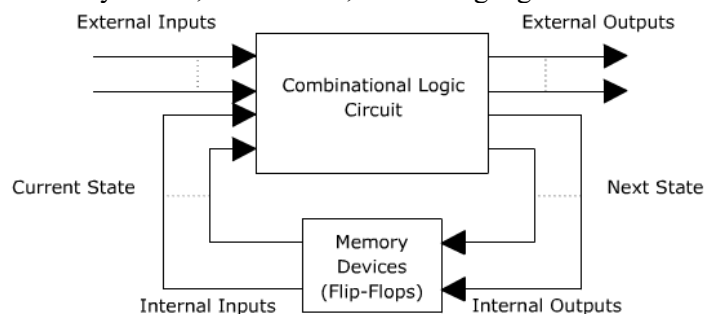 External Inputs
External Outputs
Combinational Logic
Circuit
Current State
Next State
Memory
Devices
(Flip-Flops)
Internal Inputs
Internal Outputs